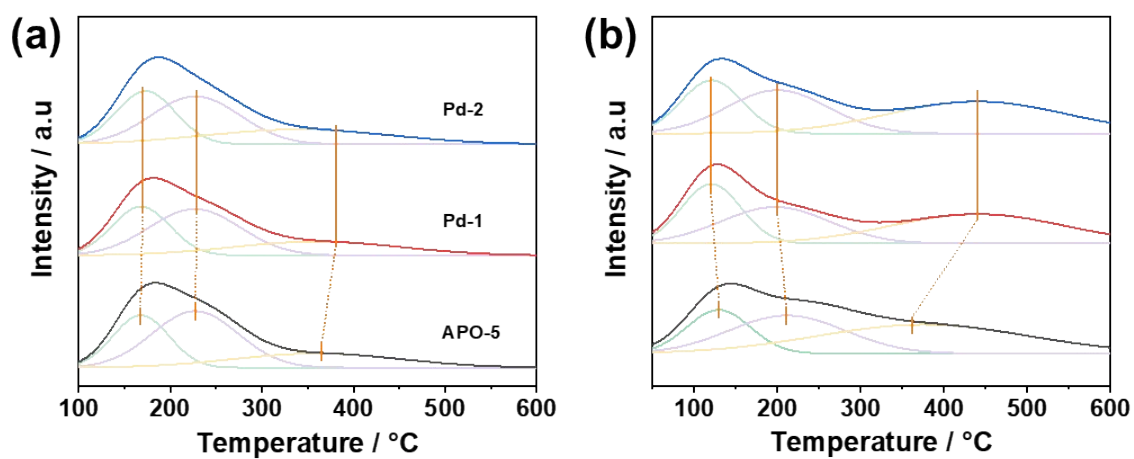 (a)
Intensity / a.u
Pd-2
Pd-1
APO-5
100 200 300 400 500 600
Temperature / °C
(b)
Intensity / a.u
100 200 300 400 500 600
Temperature / °C